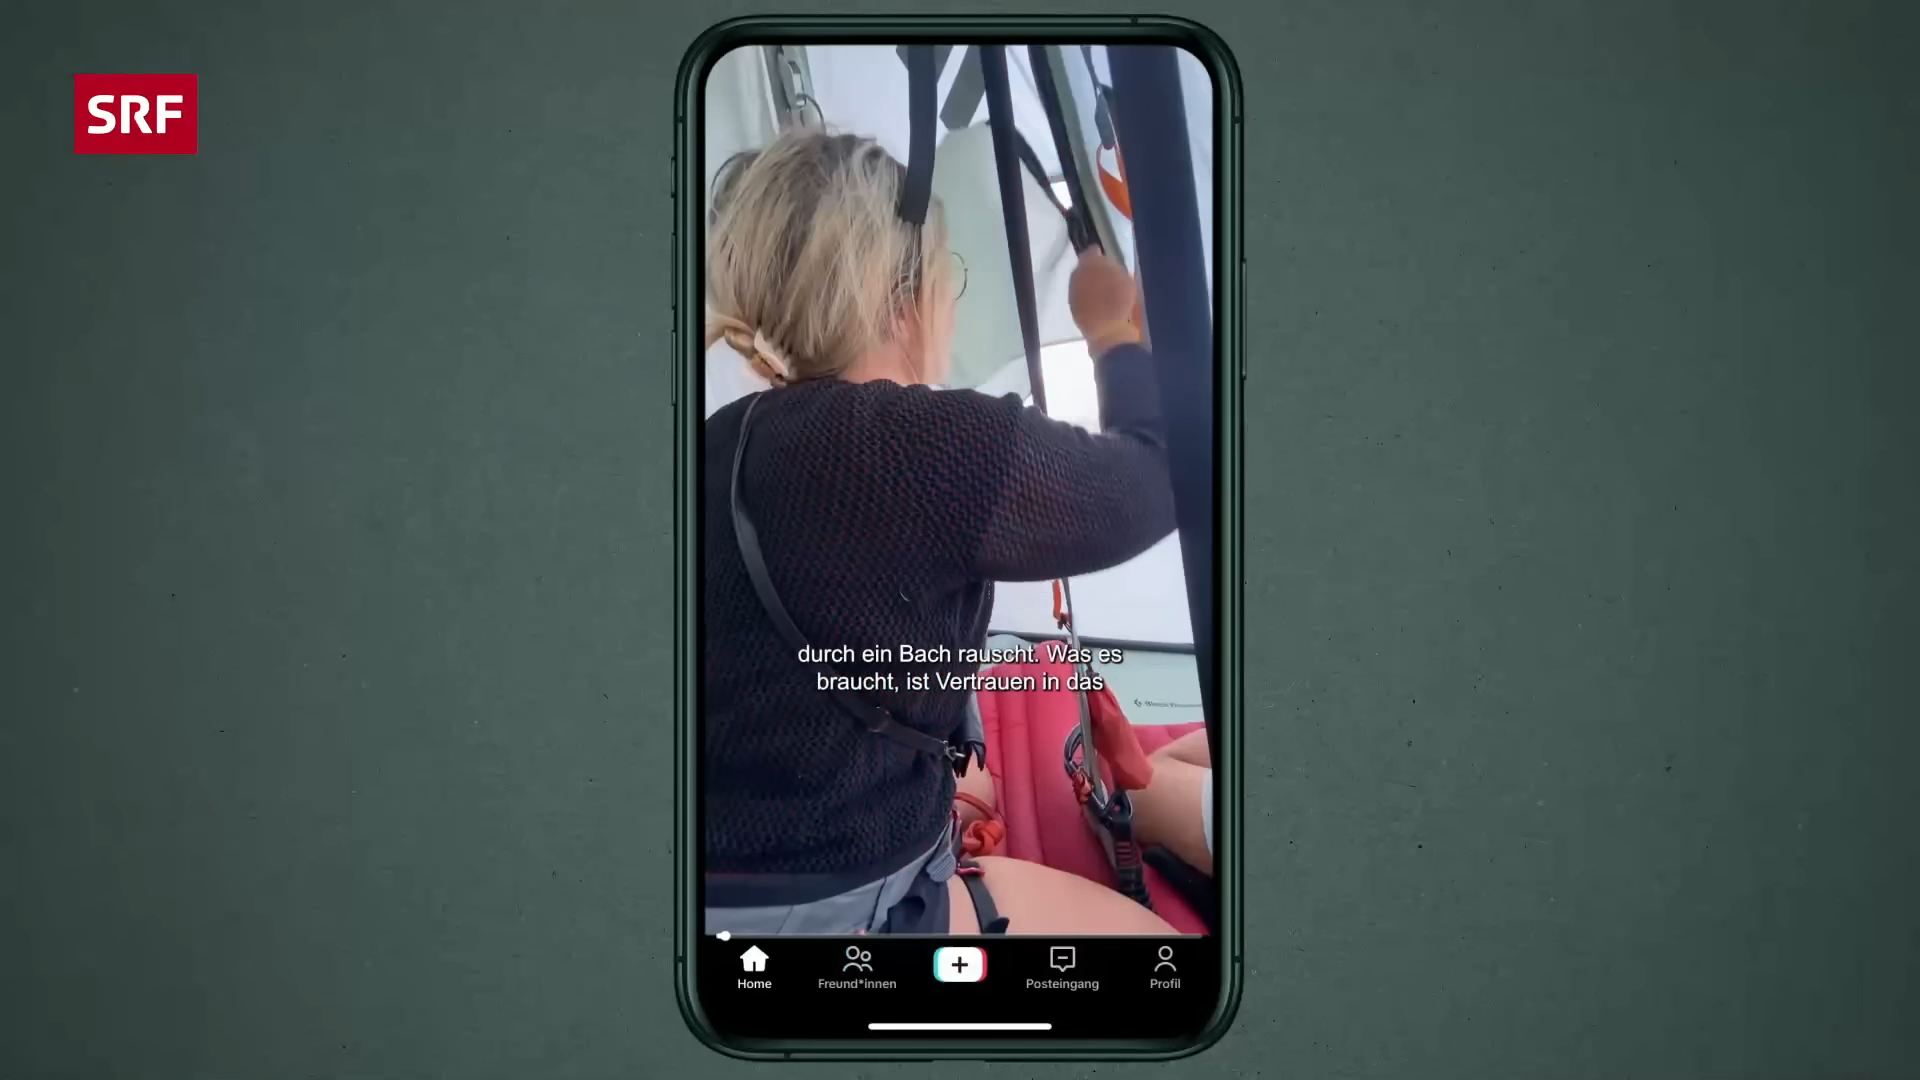 SRF
durch ein Bach rauscht. Was es
braucht, ist Vertrauen in das
Home
Freund*innen
Posteingang
Profil